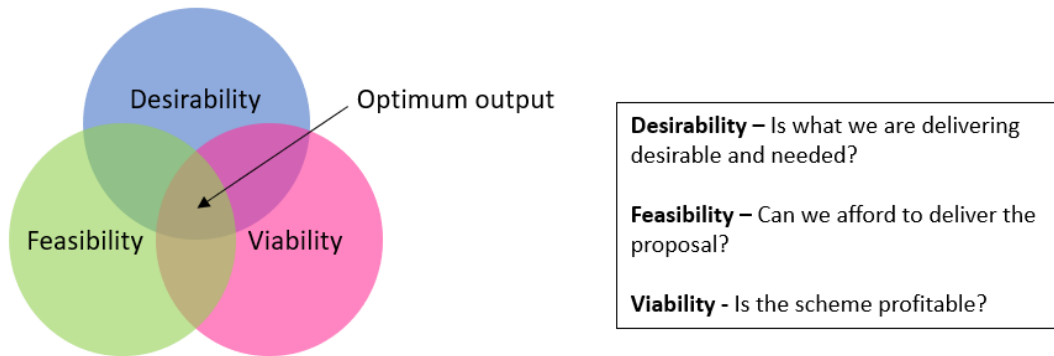 Desirability
Optimum output
Feasibility
Viability
Desirability – Is what we are delivering
desirable and needed?
Feasibility – Can we afford to deliver the
proposal?
Viability - Is the scheme profitable?